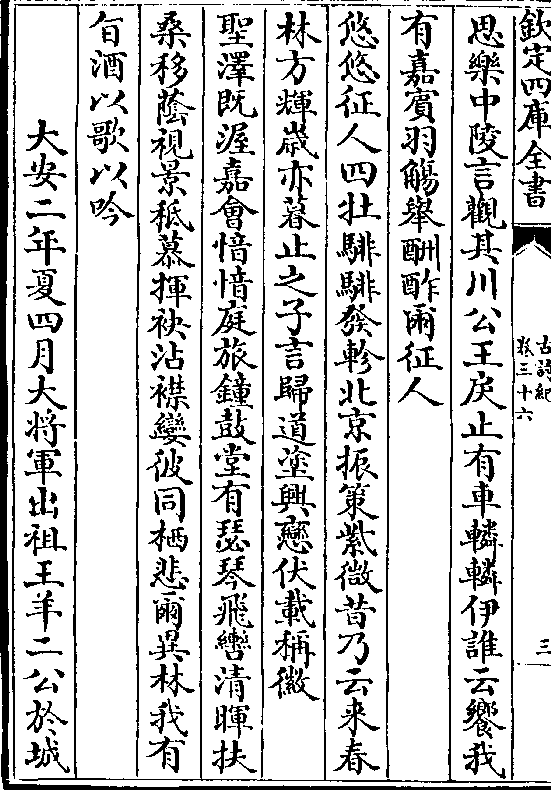 欽定四庫全書
古詩紀
卷三十六
三
思樂中陵言觀其川公王戾止有車轔轔伊誰云饗我
有嘉賓羽觴舉酬酢爾征人
悠悠征人四牡騑騑發軫北京振策紫微昔乃云來春
林方輝歲亦暮止之子言歸道塗興戀伏載稱徽
聖澤既渥嘉會愔愔庭旅鐘鼓堂有瑟琴飛轡清暉扶
桑移蔭視景秪慕揮袂沾襟鸞彼同栖悲爾異林我有
旨酒以歌以吟
大安二年夏四月大將軍出祖王羊二公於城